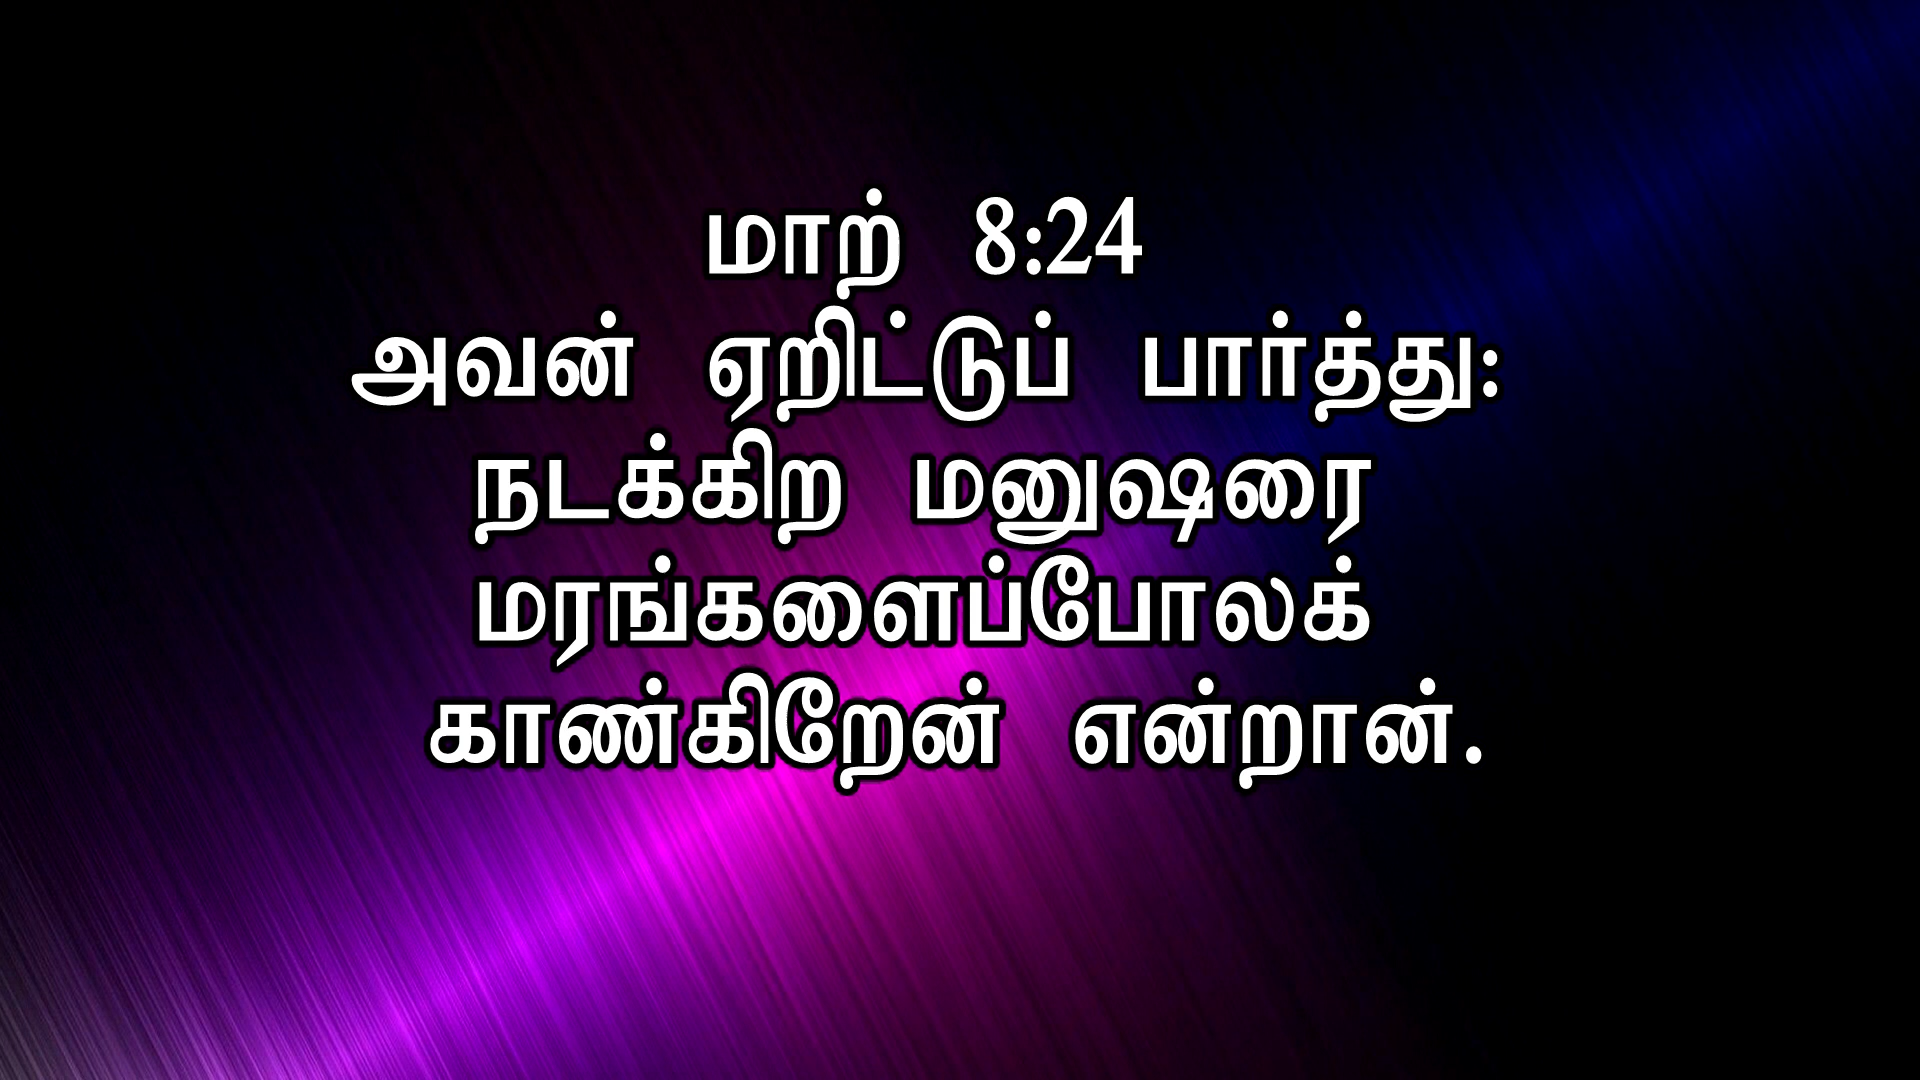 மாற் 8:24
அவன் ஏறிட்டுப் பார்த்து:
நடக்கிற மனுஷரை
மரங்களைப்போலக்
காண்கிறேன் என்றான்.